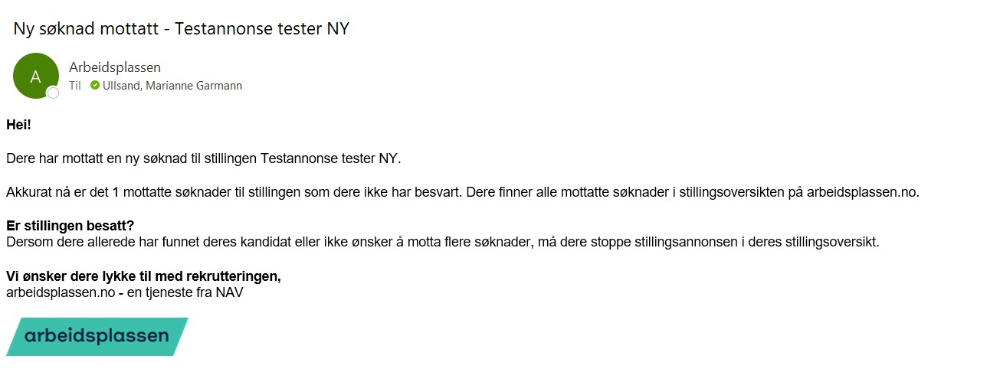 Ny søknad mottatt - Testannonse tester NY
A
Arbeidsplassen
Til Ullsand, Marianne Garmann
Hei!
Dere har mottatt en ny søknad til stillingen Testannonse tester NY.
Akkurat nå er det 1 mottatte søknader til stillingen som dere ikke har besvart. Dere finner alle mottatte søknader i stillingsoversikten på arbeidsplassen.no.
Er stillingen besatt?
Dersom dere allerede har funnet deres kandidat eller ikke ønsker å motta flere søknader, må dere stoppe stillingsannonsen i deres stillingsoversikt.
Vi ønsker dere lykke til med rekrutteringen,
arbeidsplassen.no - en tjeneste fra NAV
arbeidsplassen